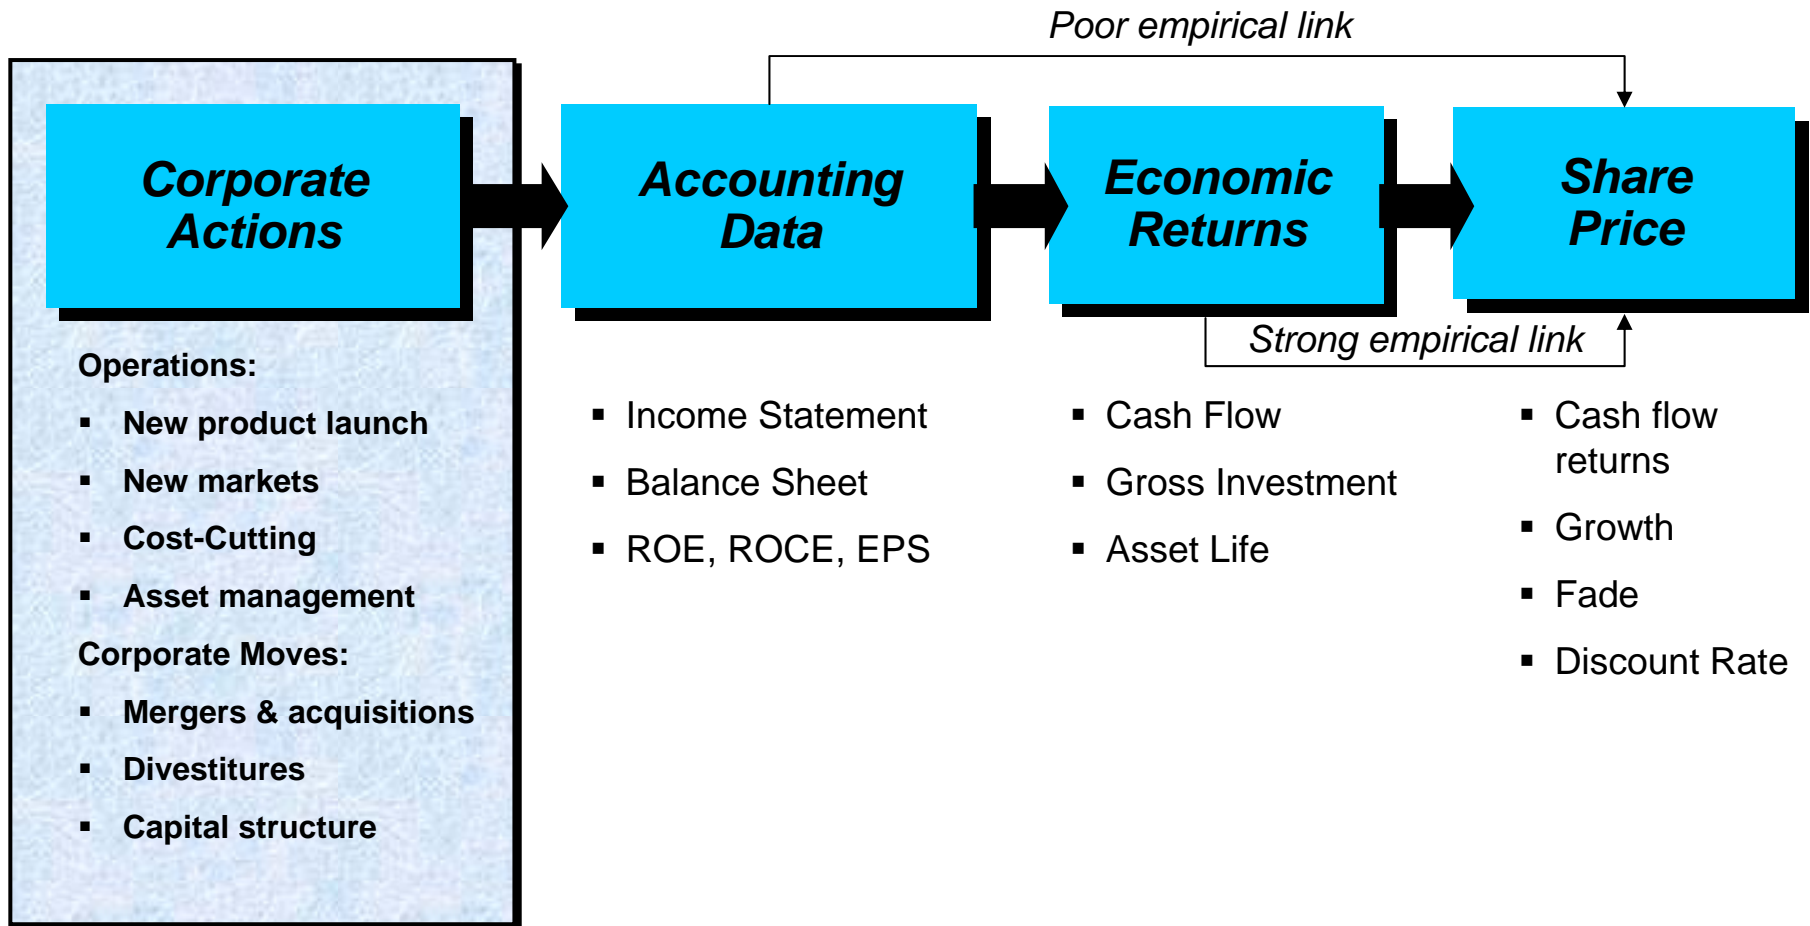 Poor empirical link
Corporate
Actions
Accounting
Data
Economic
Returns
Share
Price
Strong empirical link
Operations:
▪ New product launch
▪ New markets
▪ Cost-Cutting
▪ Asset management
Corporate Moves:
▪ Mergers & acquisitions
▪ Divestitures
▪ Capital structure
▪ Income Statement
▪ Balance Sheet
▪ ROE, ROCE, EPS
▪ Cash Flow
▪ Gross Investment
▪ Asset Life
▪ Cash flow
returns
▪ Growth
▪ Fade
▪ Discount Rate